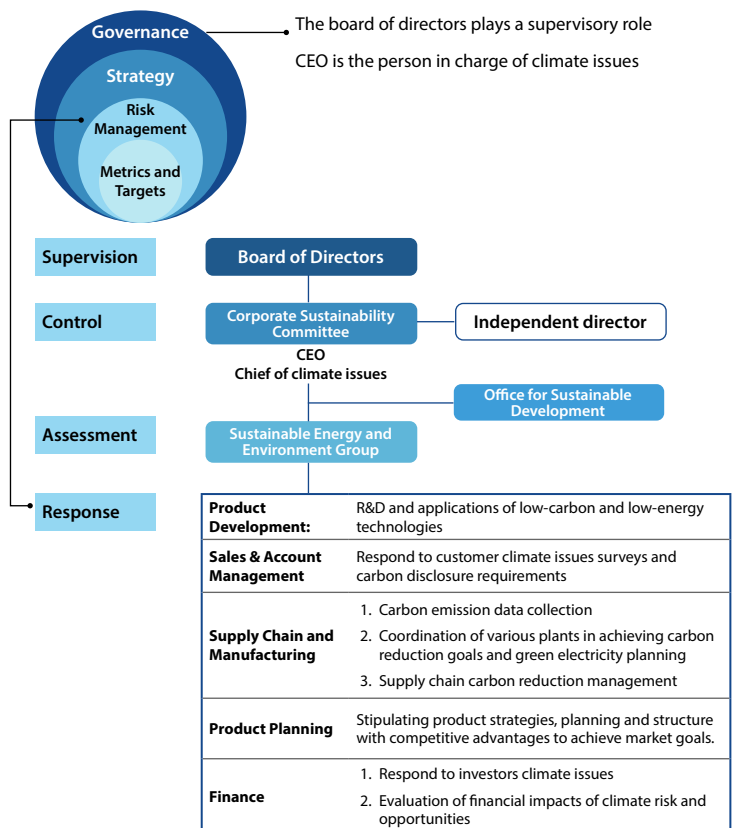 Governance
The board of directors plays a supervisory role
CEO is the person in charge of climate issues
Strategy
Risk
Management
Metrics and
Targets
Supervision
Board of Directors
Control
Corporate Sustainability
Committee
Independent director
CEO
Chief of climate issues
Office for Sustainable
Development
Assessment
Sustainable Energy and
Environment Group
Response
Product
Development:
R&D and applications of low-carbon and low-energy
technologies
Sales & Account
Management
Respond to customer climate issues surveys and
carbon disclosure requirements
Supply Chain and
Manufacturing
1. Carbon emission data collection
2. Coordination of various plants in achieving carbon
reduction goals and green electricity planning
3. Supply chain carbon reduction management
Product Planning
Stipulating product strategies, planning and structure
with competitive advantages to achieve market goals.
Finance
1. Respond to investors climate issues
2. Evaluation of financial impacts of climate risk and
opportunities